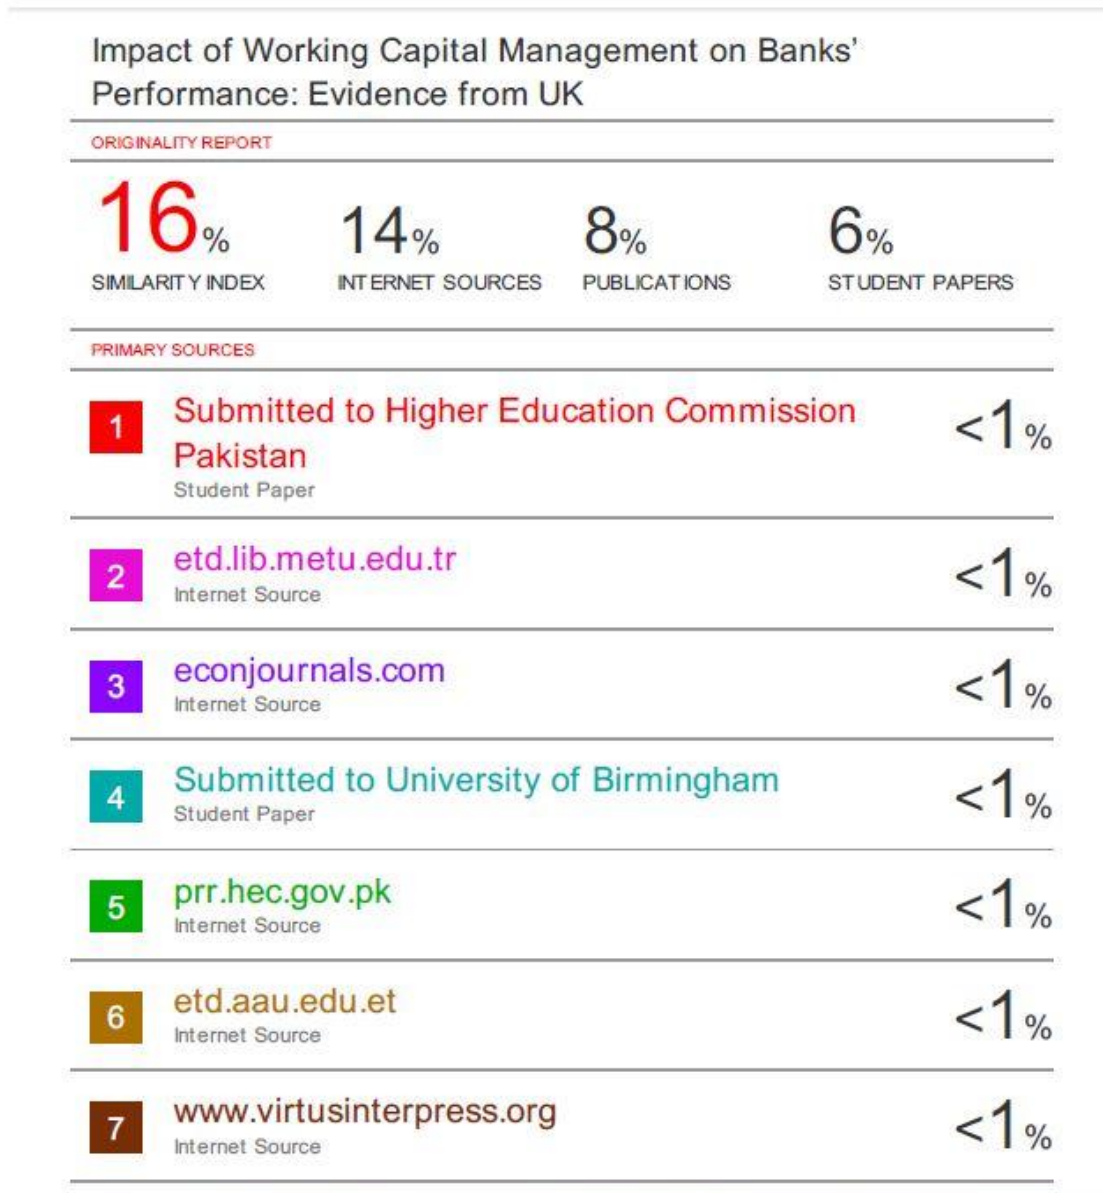 Impact of Working Capital Management on Banks’
Performance: Evidence from UK
ORIGINALITY REPORT
16% 14% 8% 6%
SIMILARITY INDEX INTERNET SOURCES PUBLICATIONS STUDENT PAPERS
PRIMARY SOURCES
1 Submitted to Higher Education Commission <1%
Pakistan
Student Paper
2 etd.lib.metu.edu.tr <1%
Internet Source
3 econjournals.com <1%
Internet Source
4 Submitted to University of Birmingham <1%
Student Paper
5 prr.hec.gov.pk <1%
Internet Source
6 etd.aau.edu.et <1%
Internet Source
7 www.virtusinterpress.org <1%
Internet Source